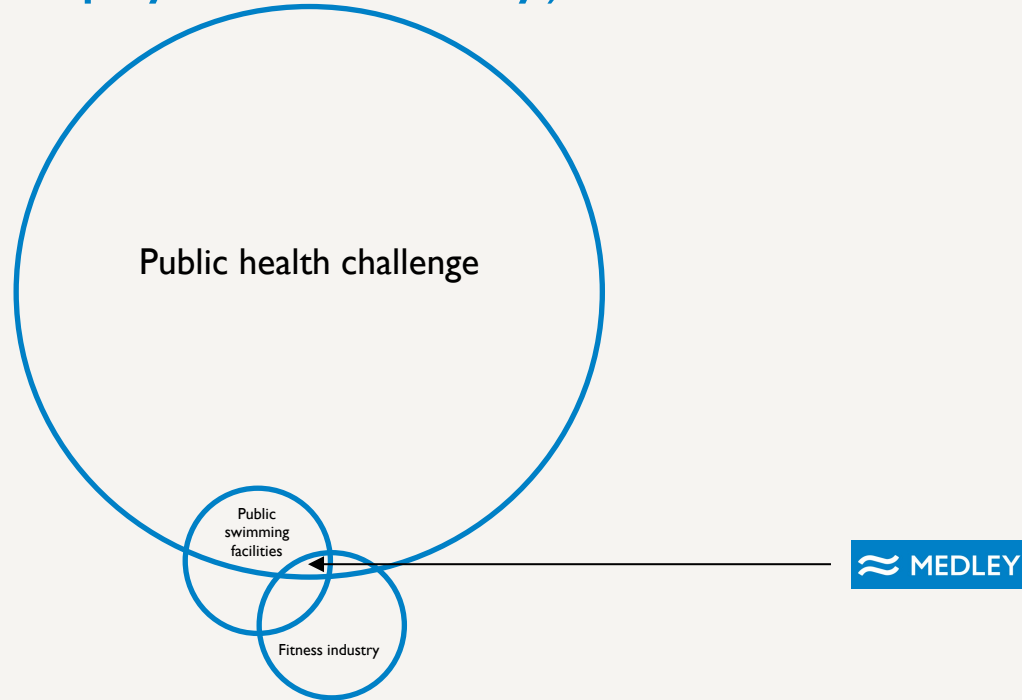 Public health challenge
Public
swimming
facilities
Fitness industry
MEDLEY